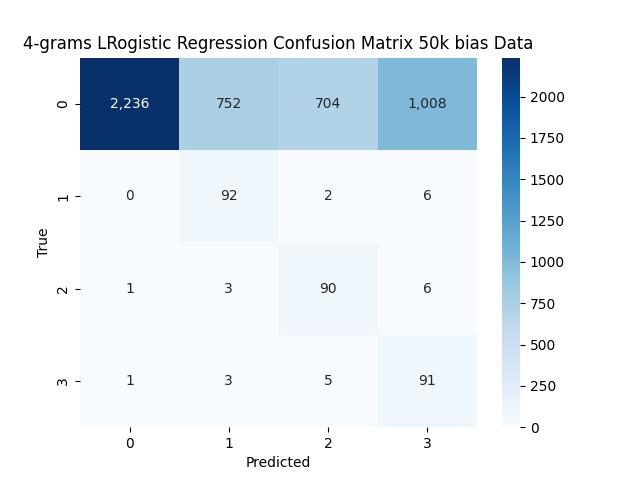 4-grams LRogistic Regression Confusion Matrix 50k bias Data
0 2,236 752 704 1,008
1 0 92 2 6
2 1 3 90 6
3 1 3 5 91
0 1 2 3
True
Predicted
2000
1750
1500
1250
1000
750
500
250
0